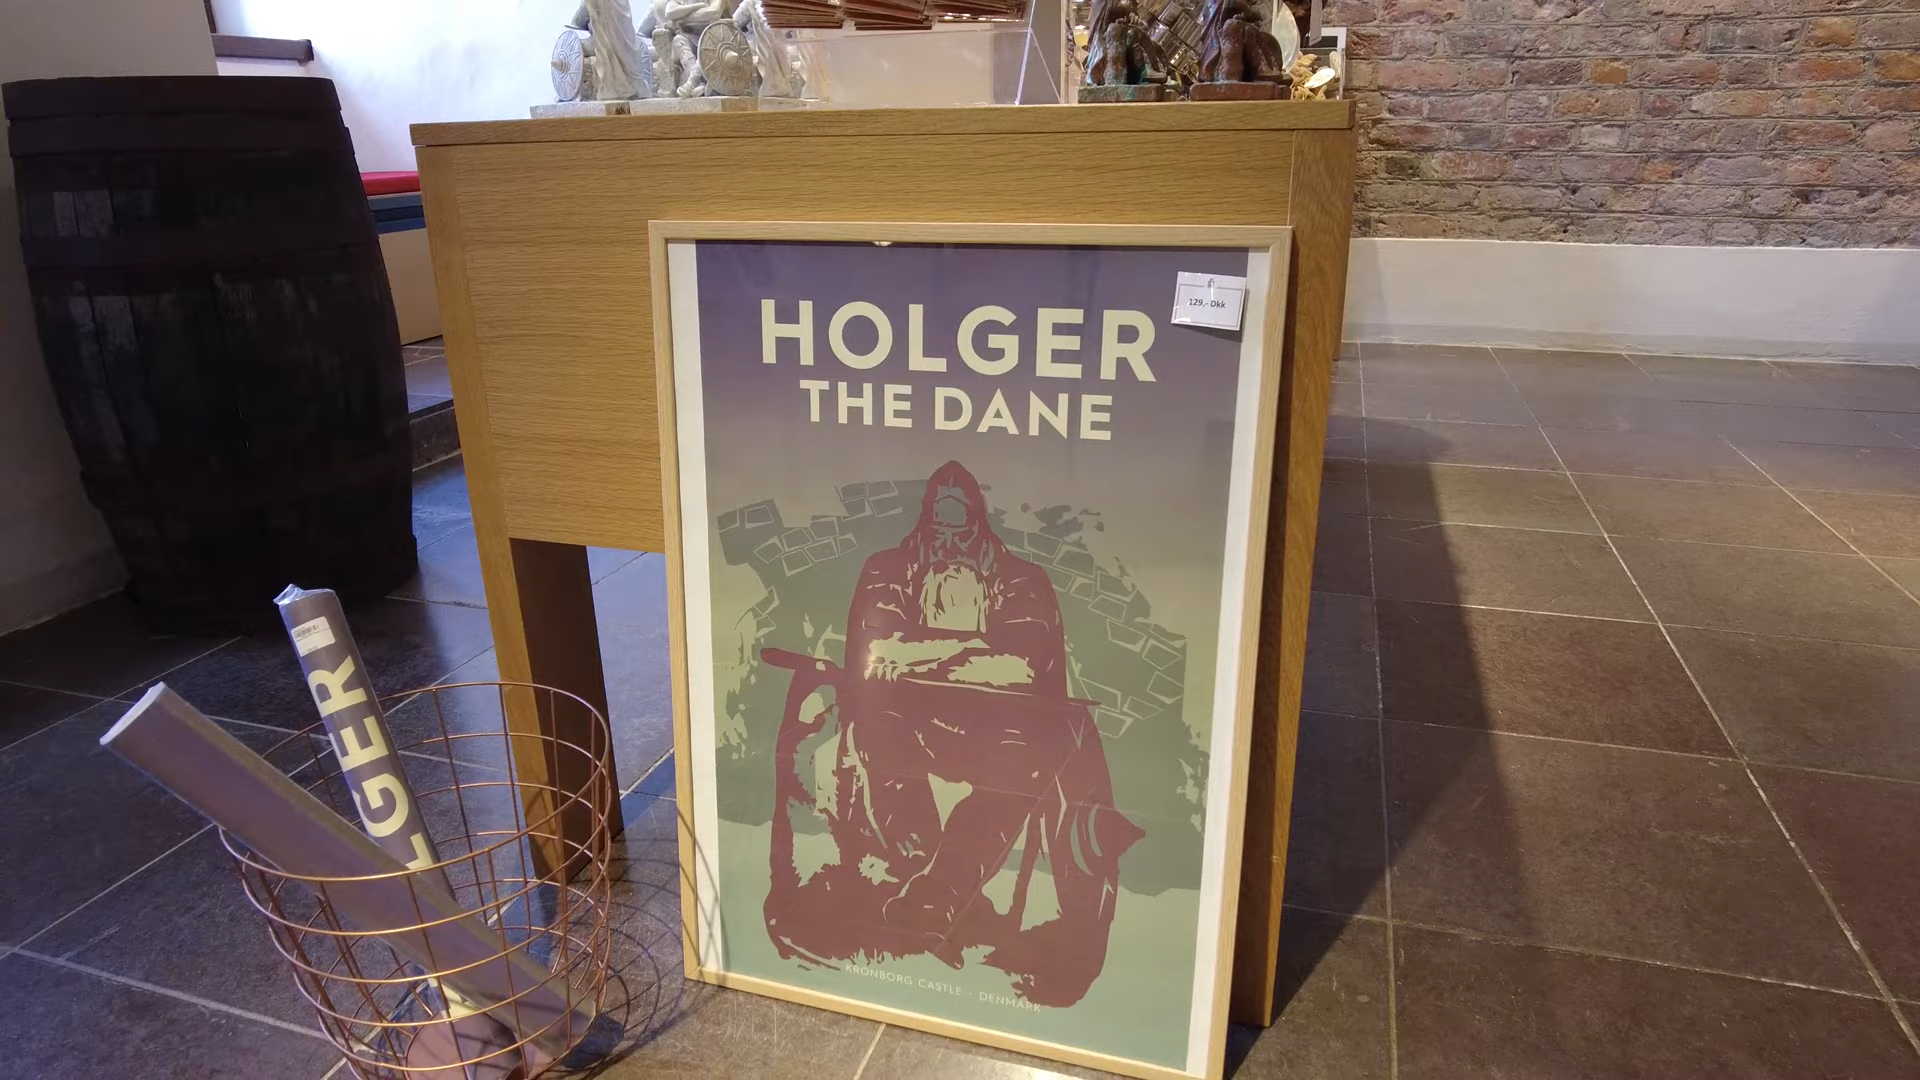 129,- Dkk
HOLGER
THE DANE
LGER
KRONBORG CASTLE - DENMARK